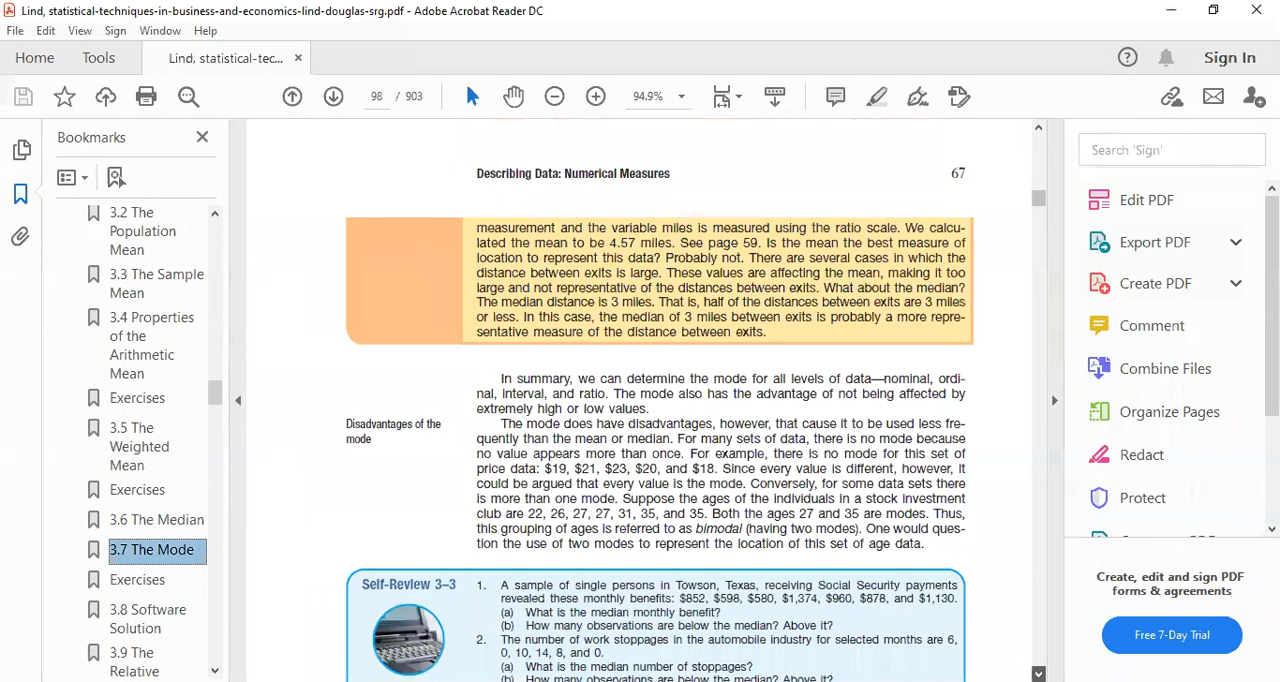 Lind, statistical-techniques-in-business-and-economics-lind-douglas-srg.pdf - Adobe Acrobat Reader DC
File Edit View Sign Window Help
Home Tools Lind, statistical-tec... × Sign In
98 / 903 94.9%
Bookmarks
3.2 The
Population
Mean
3.3 The Sample
Mean
3.4 Properties
of the
Arithmetic
Mean
Exercises
3.5 The
Weighted
Mean
Exercises
3.6 The Median
3.7 The Mode
Exercises
3.8 Software
Solution
3.9 The
Relative
Describing Data: Numerical Measures 67
measurement and the variable miles is measured using the ratio scale. We calcu-
lated the mean to be 4.57 miles. See page 59. Is the mean the best measure of
location to represent this data? Probably not. There are several cases in which the
distance between exits is large. These values are affecting the mean, making it too
large and not representative of the distances between exits. What about the median?
The median distance is 3 miles. That is, half of the distances between exits are 3 miles
or less. In this case, the median of 3 miles between exits is probably a more repre-
sentative measure of the distance between exits.
In summary, we can determine the mode for all levels of data—nominal, ordi-
nal, interval, and ratio. The mode also has the advantage of not being affected by
extremely high or low values.
Disadvantages of the
mode
The mode does have disadvantages, however, that cause it to be used less fre-
quently than the mean or median. For many sets of data, there is no mode because
no value appears more than once. For example, there is no mode for this set of
price data: $19, $21, $23, $20, and $18. Since every value is different, however, it
could be argued that every value is the mode. Conversely, for some data sets there
is more than one mode. Suppose the ages of the individuals in a stock investment
club are 22, 26, 27, 27, 31, 35, and 35. Both the ages 27 and 35 are modes. Thus,
this grouping of ages is referred to as bimodal (having two modes). One would ques-
tion the use of two modes to represent the location of this set of age data.
Self-Review 3–3
1. A sample of single persons in Towson, Texas, receiving Social Security payments
revealed these monthly benefits: $852, $598, $580, $1,374, $960, $878, and $1,130.
(a) What is the median monthly benefit?
(b) How many observations are below the median? Above it?
2. The number of work stoppages in the automobile industry for selected months are 6,
0, 10, 14, 8, and 0.
(a) What is the median number of stoppages?
(b) How many observations are below the median? Above it?
Search 'Sign'
Edit PDF
Export PDF
Create PDF
Comment
Combine Files
Organize Pages
Redact
Protect
Create, edit and sign PDF
forms & agreements
Free 7-Day Trial